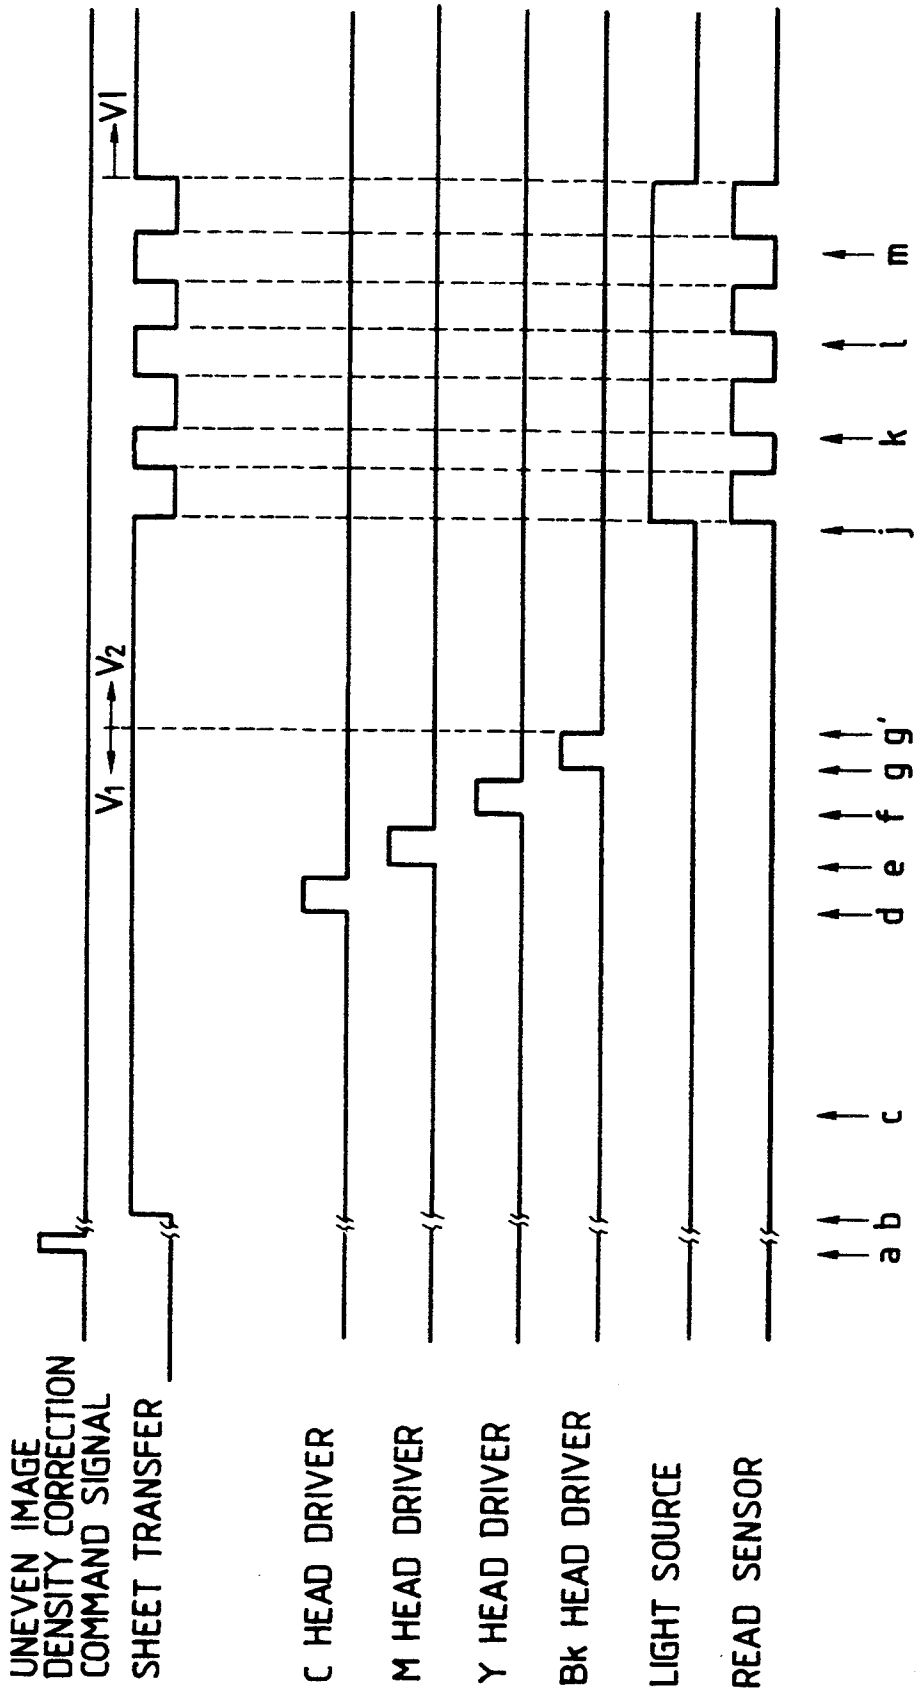 UNEVEN IMAGE
DENSITY CORRECTION
COMMAND SIGNAL
SHEET TRANSFER
V1 V2
V1
C HEAD DRIVER
M HEAD DRIVER
Y HEAD DRIVER
Bk HEAD DRIVER
LIGHT SOURCE
READ SENSOR
a b c d e f g g' j k l m